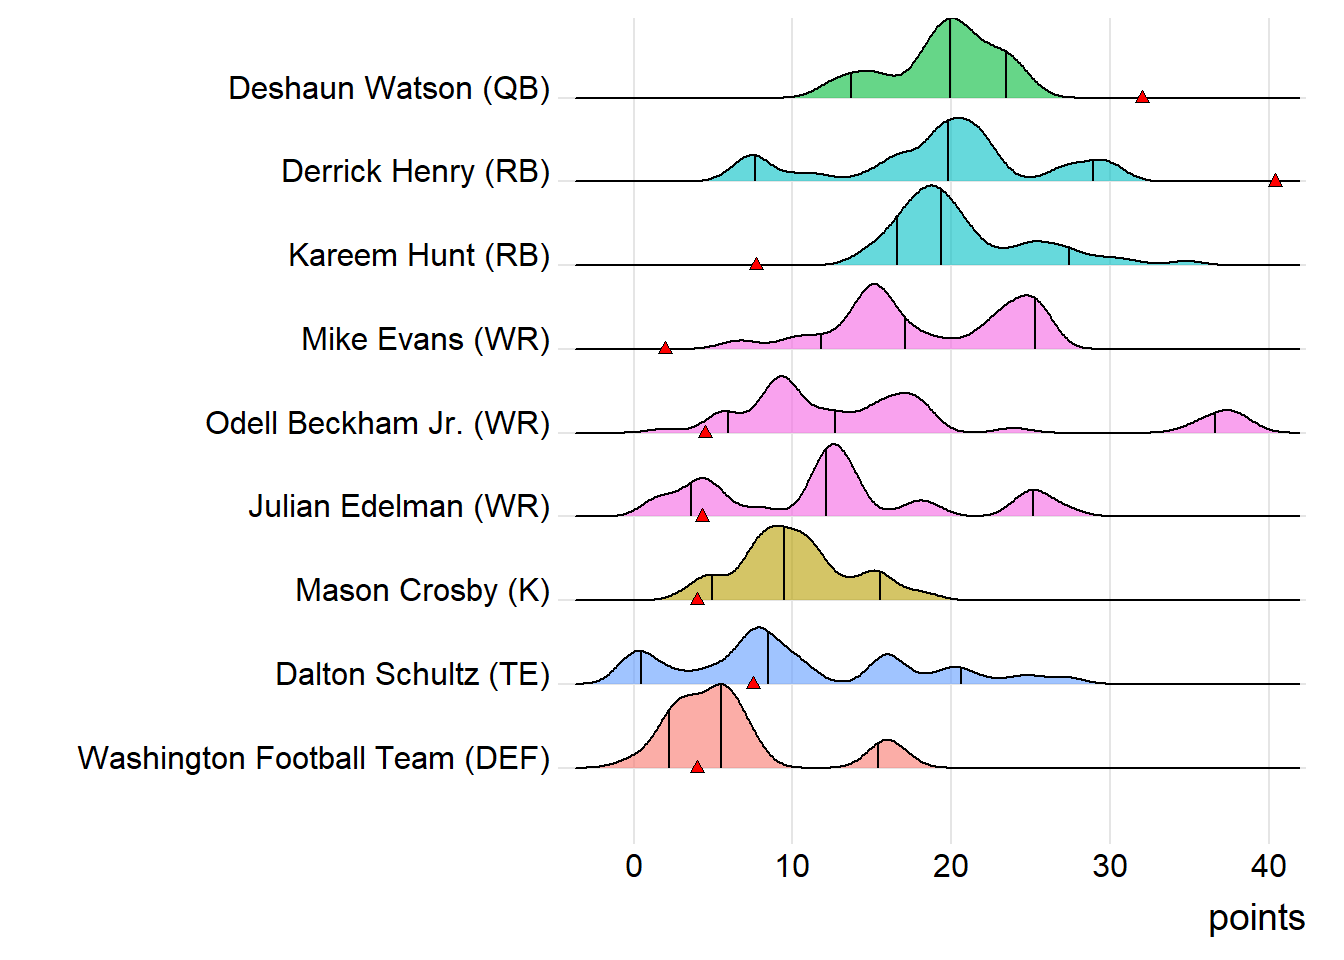 Deshaun Watson (QB)
Derrick Henry (RB)
Kareem Hunt (RB)
Mike Evans (WR)
Odell Beckham Jr. (WR)
Julian Edelman (WR)
Mason Crosby (K)
Dalton Schultz (TE)
Washington Football Team (DEF)
0 10 20 30 40
points